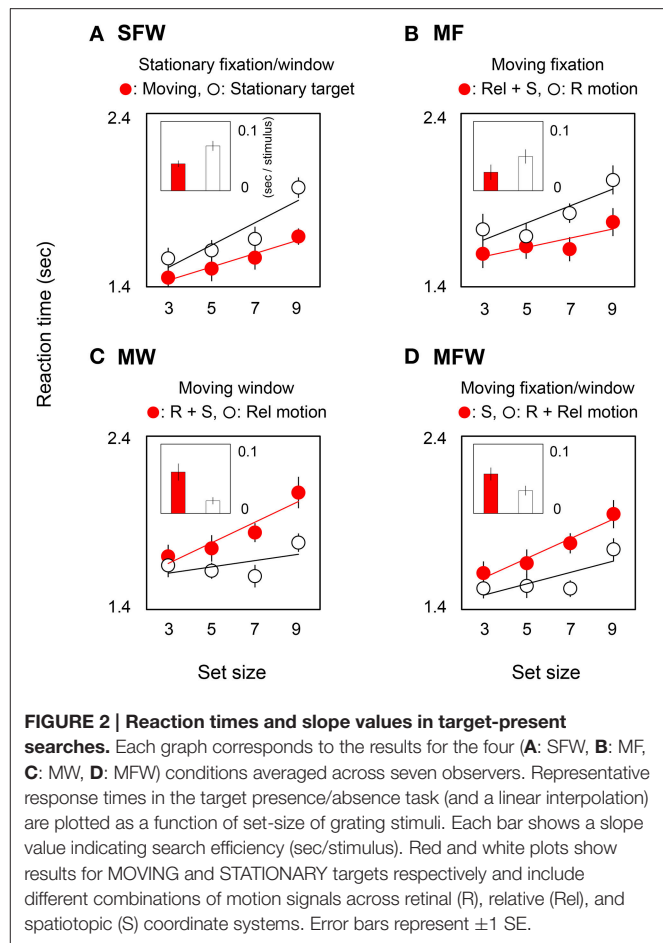 A SFW
Stationary fixation/window
●: Moving, ○: Stationary target
2.4
0.1
(sec / stimulus)
0
1.4
3 5 7 9
B MF
Moving fixation
●: Rel + S, ○: R motion
2.4
0.1
0
1.4
3 5 7 9
Reaction time (sec)
C MW
Moving window
●: R + S, ○: Rel motion
2.4
0.1
0
1.4
3 5 7 9
Set size
D MFW
Moving fixation/window
●: S, ○: R + Rel motion
2.4
0.1
0
1.4
3 5 7 9
Set size
FIGURE 2 | Reaction times and slope values in target-present
searches. Each graph corresponds to the results for the four (A: SFW, B: MF,
C: MW, D: MFW) conditions averaged across seven observers. Representative
response times in the target presence/absence task (and a linear interpolation)
are plotted as a function of set-size of grating stimuli. Each bar shows a slope
value indicating search efficiency (sec/stimulus). Red and white plots show
results for MOVING and STATIONARY targets respectively and include
different combinations of motion signals across retinal (R), relative (Rel), and
spatiotopic (S) coordinate systems. Error bars represent ±1 SE.